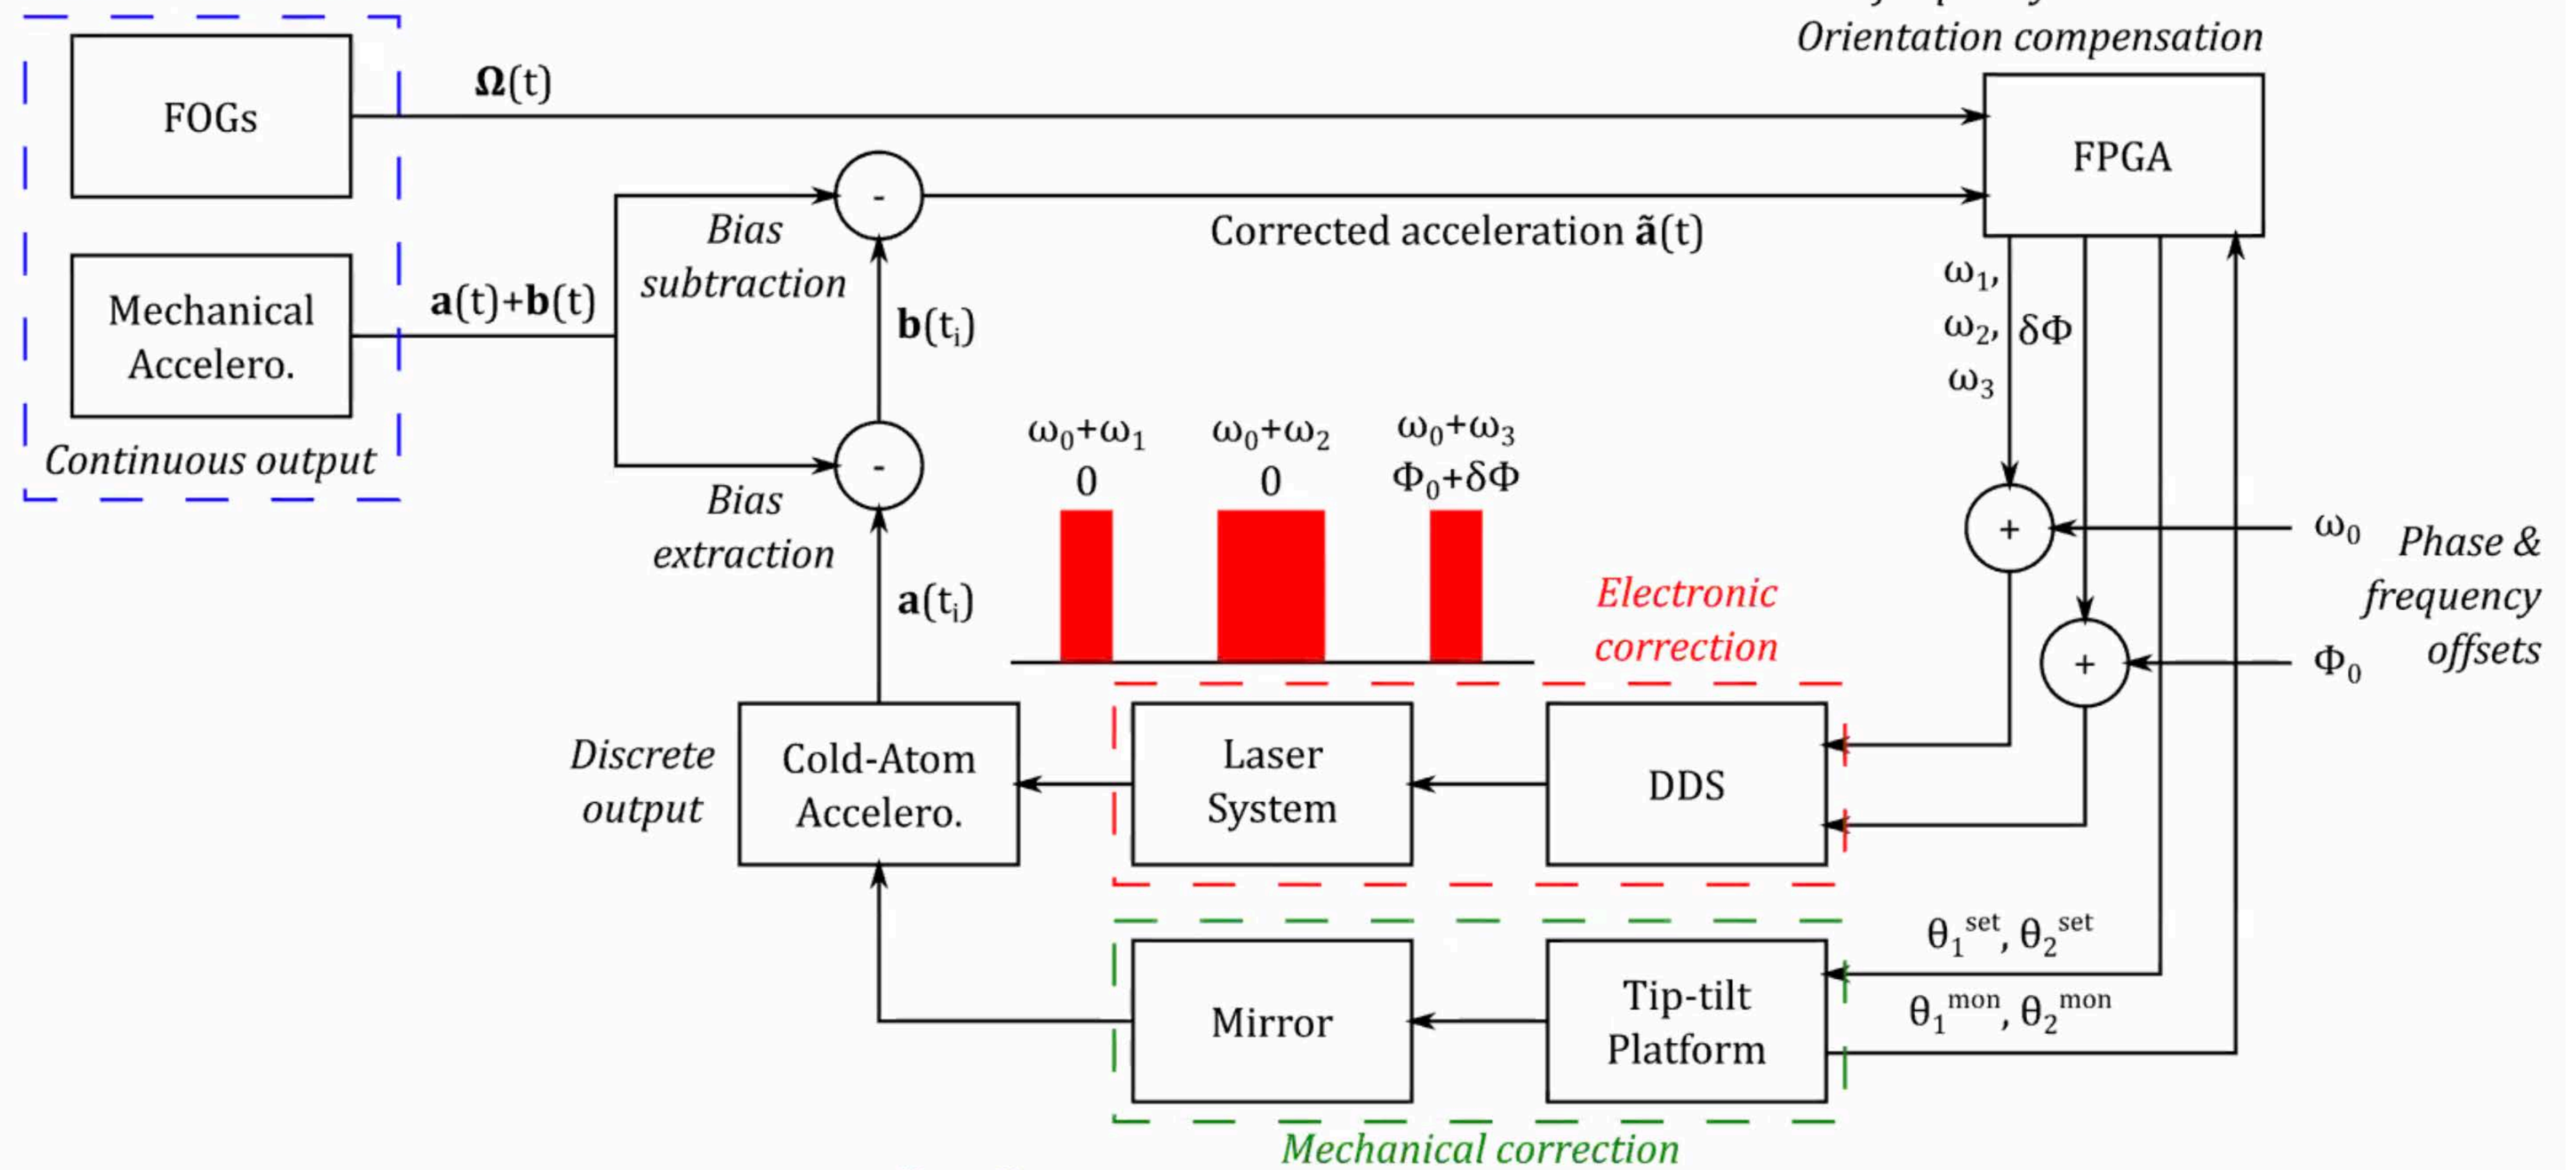 Orientation compensation
FOGs
Ω(t)
FPGA
Bias
subtraction
Corrected acceleration ã(t)
Mechanical
Accelero.
a(t)+b(t)
b(tᵢ)
ω₁,
ω₂, δΦ
ω₃
Continuous output
Bias
extraction
ω₀+ω₁ ω₀+ω₂ ω₀+ω₃
0 0 Φ₀+δΦ
-
-
+
+
ω₀
Φ₀
Phase &
frequency
offsets
a(tᵢ)
Electronic
correction
Discrete
output
Cold-Atom
Accelero.
Laser
System
DDS
θ₁ˢᵉᵗ, θ₂ˢᵉᵗ
θ₁ᵐᵒⁿ, θ₂ᵐᵒⁿ
Mirror
Tip-tilt
Platform
Mechanical correction